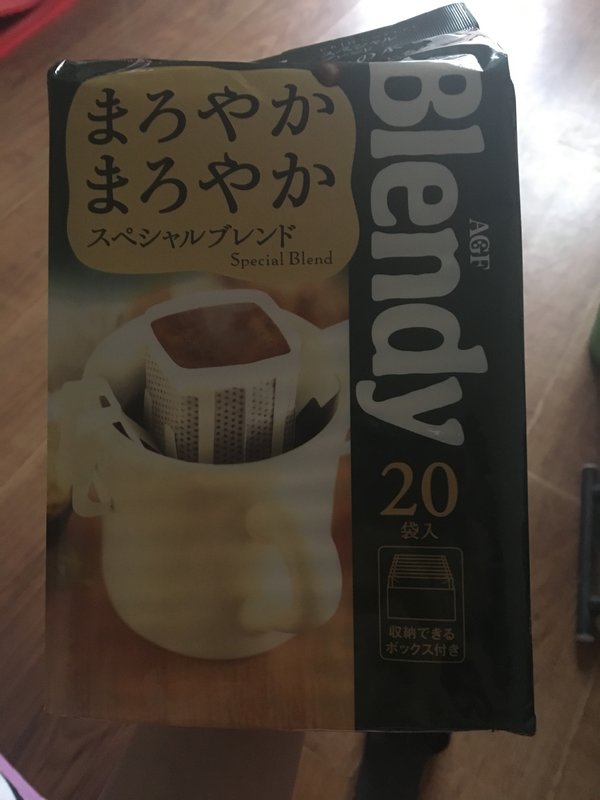 まろやか
まろやか
スペシャルブレンド
Special Blend
Blendy
AGF
20
袋入
収納できる
ボックス付き